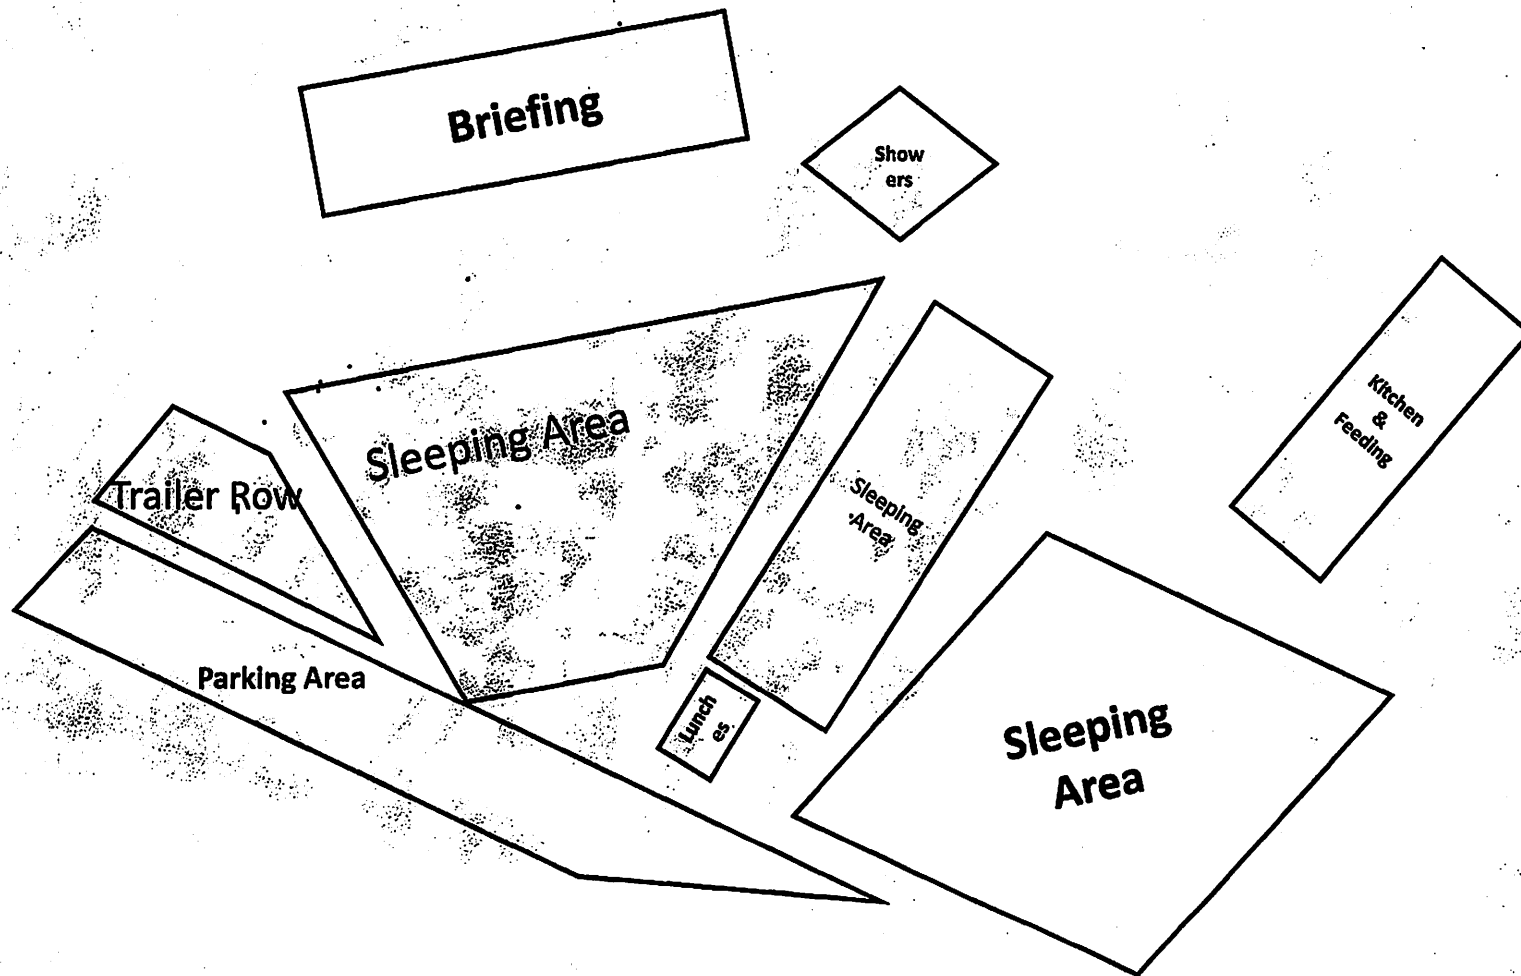 Briefing
Show
ers
Kitchen
&
Feeding
Sleeping Area
Trailer Row
Sleeping
Area
Parking Area
Lunch
es
Sleeping
Area